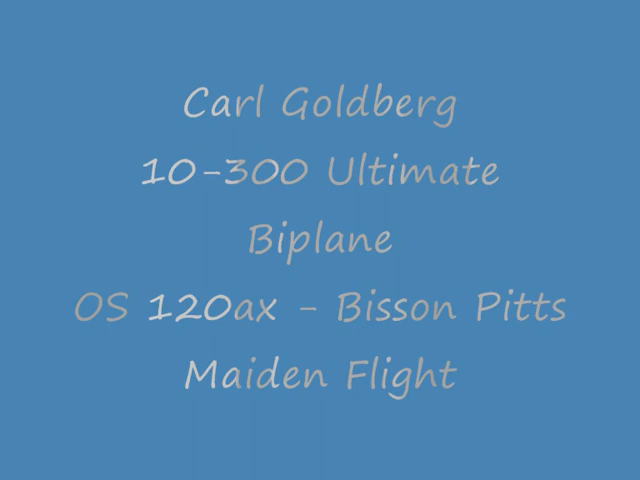 Carl Goldberg
10-300 Ultimate
Biplane
OS 120ax - Bisson Pitts
Maiden Flight